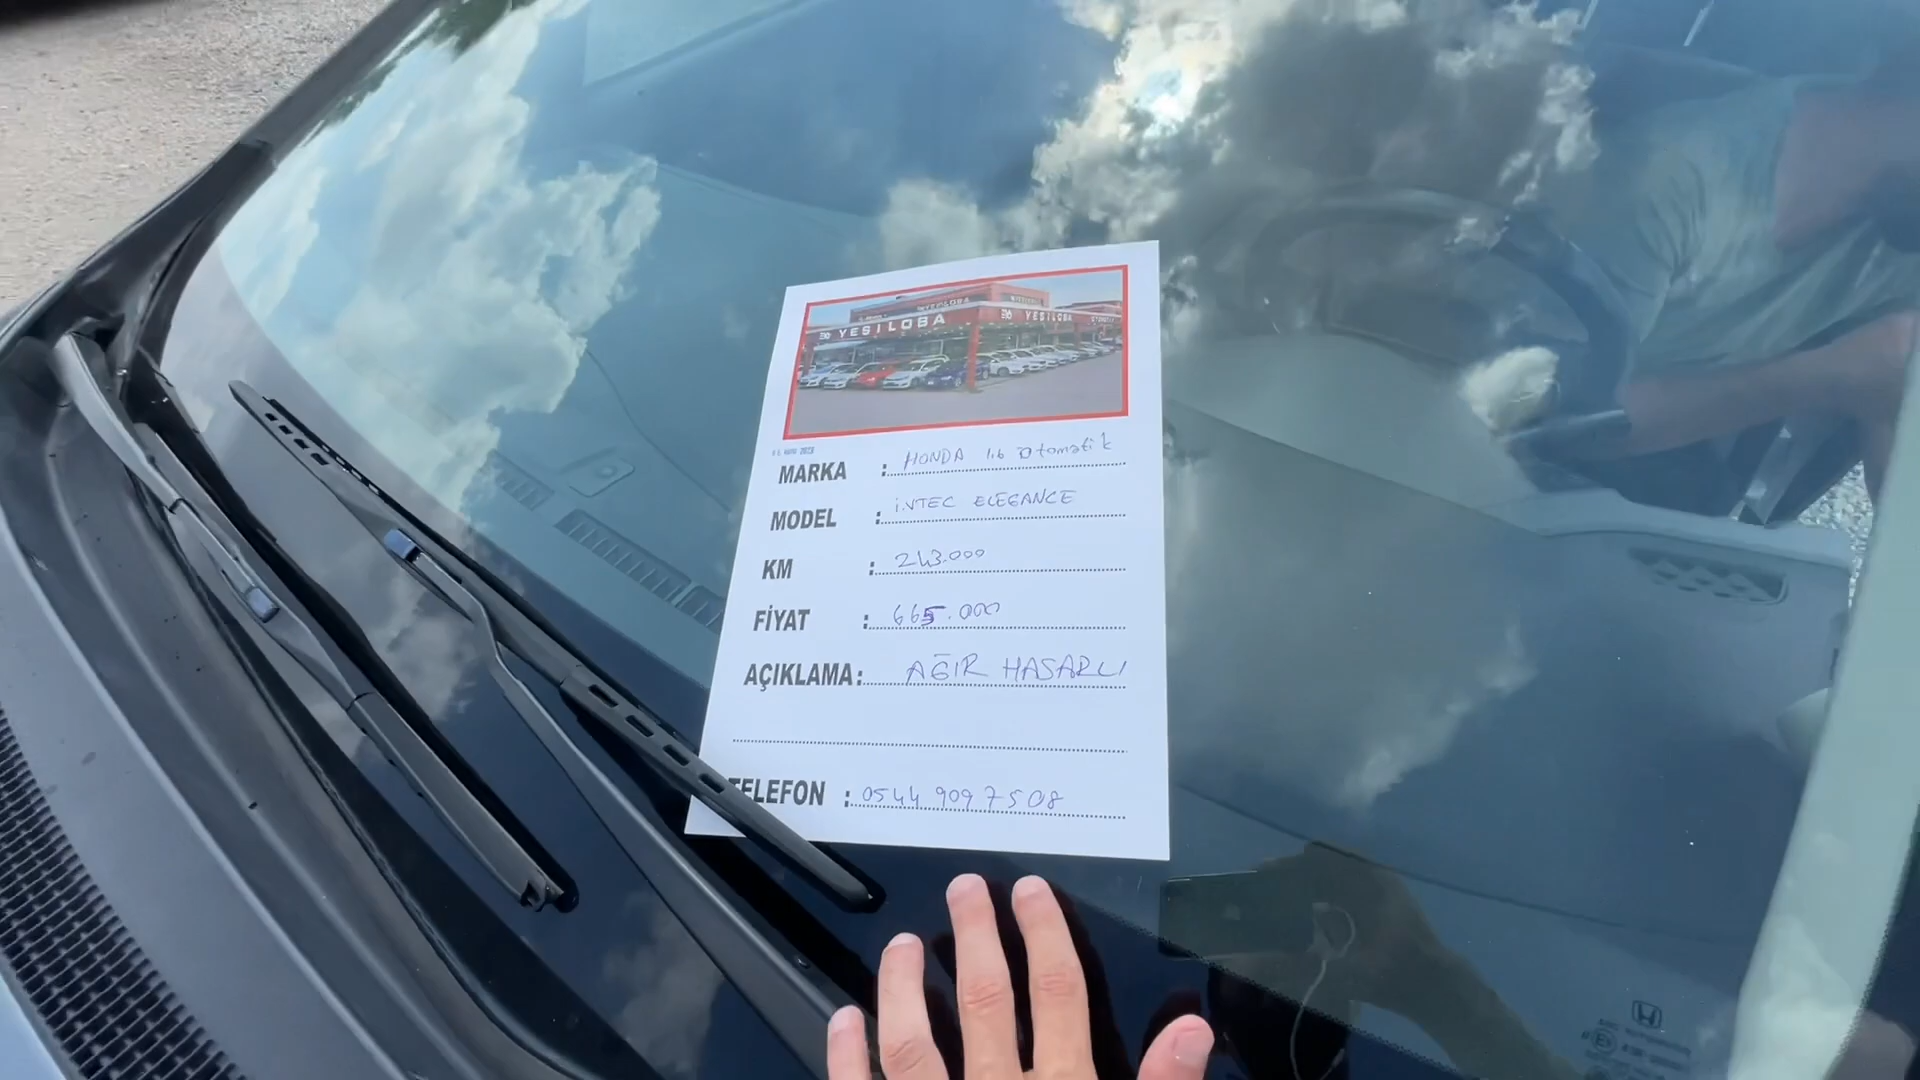 YEŞİLOBA YEŞİLOBA
MARKA : HONDA 1.6 otomatik
MODEL : i.VTEC ELEGANCE
KM : 243.000
FİYAT : 665.000
AÇIKLAMA: AĞIR HASARLI
TELEFON : 0544 909 7508